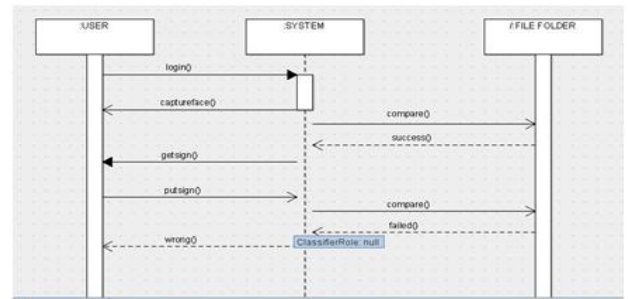 :USER
:SYSTEM
/:FILE FOLDER
login()
captureface()
compare()
success()
getsign()
putsign()
compare()
failed()
wrong()
ClassifierRole: null